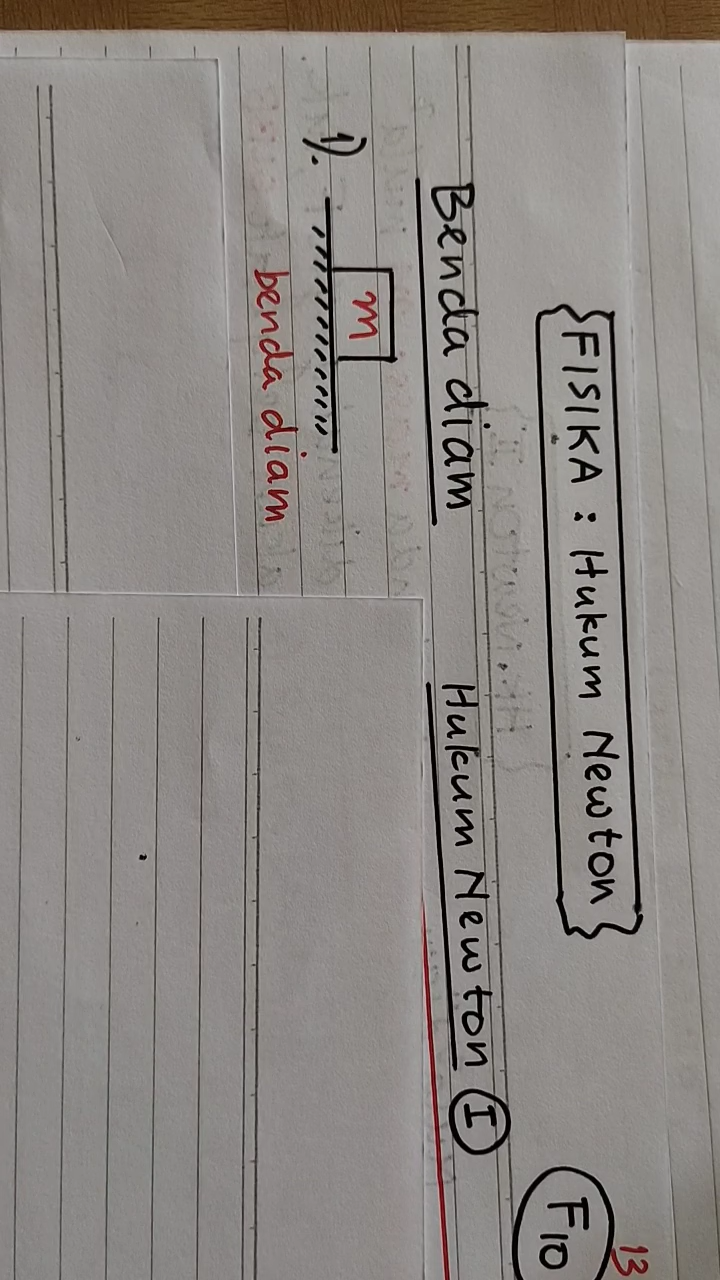 13
{FISIKA : Hukum Newton}
F10
Benda diam
Hukum Newton I
1).
m
benda diam